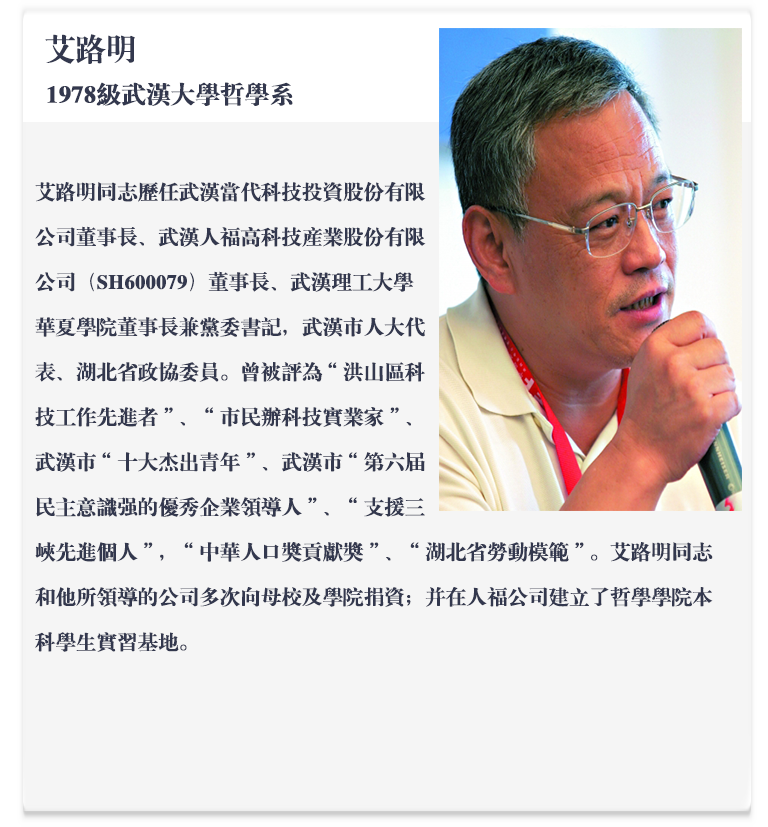 艾路明
1978級武漢大學哲學系
艾路明同志歷任武漢當代科技投資股份有限
公司董事長、武漢人福高科技産業股份有限
公司（SH600079）董事長、武漢理工大學
華夏學院董事長兼黨委書記，武漢市人大代
表、湖北省政協委員。曾被評為“洪山區科
技工作先進者”、“市民辦科技實業家”、
武漢市“十大杰出青年”、武漢市“第六届
民主意識强的優秀企業領導人”、“支援三
峽先進個人”，“中華人口獎貢獻獎”、“湖北省勞動模範”。艾路明同志
和他所領導的公司多次向母校及學院捐資；并在人福公司建立了哲學學院本
科學生實習基地。